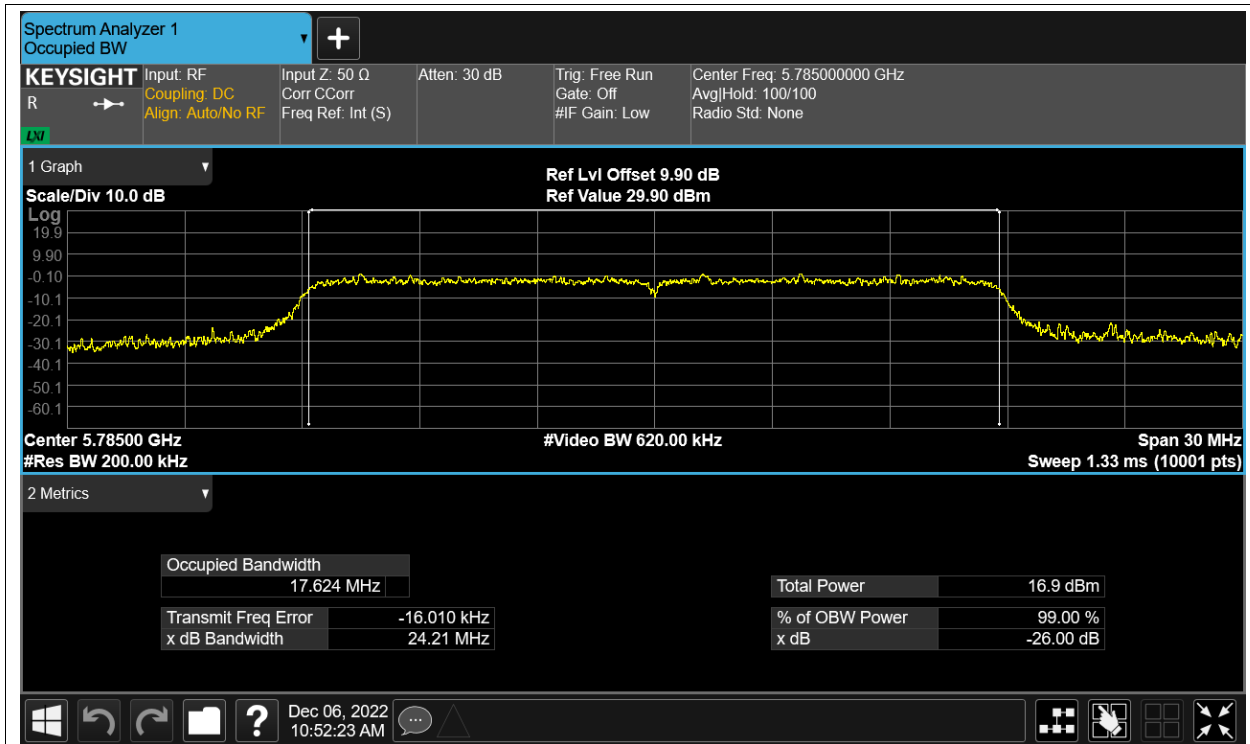 Spectrum Analyzer 1
Occupied BW
KEYSIGHT
R
LXI
Input: RF
Coupling: DC
Align: Auto/No RF
Input Z: 50 Ω
Corr CCorr
Freq Ref: Int (S)
Atten: 30 dB
Trig: Free Run
Gate: Off
#IF Gain: Low
Center Freq: 5.785000000 GHz
Avg|Hold: 100/100
Radio Std: None
1 Graph
Scale/Div 10.0 dB
Ref Lvl Offset 9.90 dB
Ref Value 29.90 dBm
Log
19.9
9.90
-0.10
-10.1
-20.1
-30.1
-40.1
-50.1
-60.1
Center 5.78500 GHz
#Res BW 200.00 kHz
#Video BW 620.00 kHz
Span 30 MHz
Sweep 1.33 ms (10001 pts)
2 Metrics
Occupied Bandwidth
17.624 MHz
Transmit Freq Error -16.010 kHz
x dB Bandwidth 24.21 MHz
Total Power 16.9 dBm
% of OBW Power 99.00 %
x dB -26.00 dB
?
Dec 06, 2022
10:52:23 AM